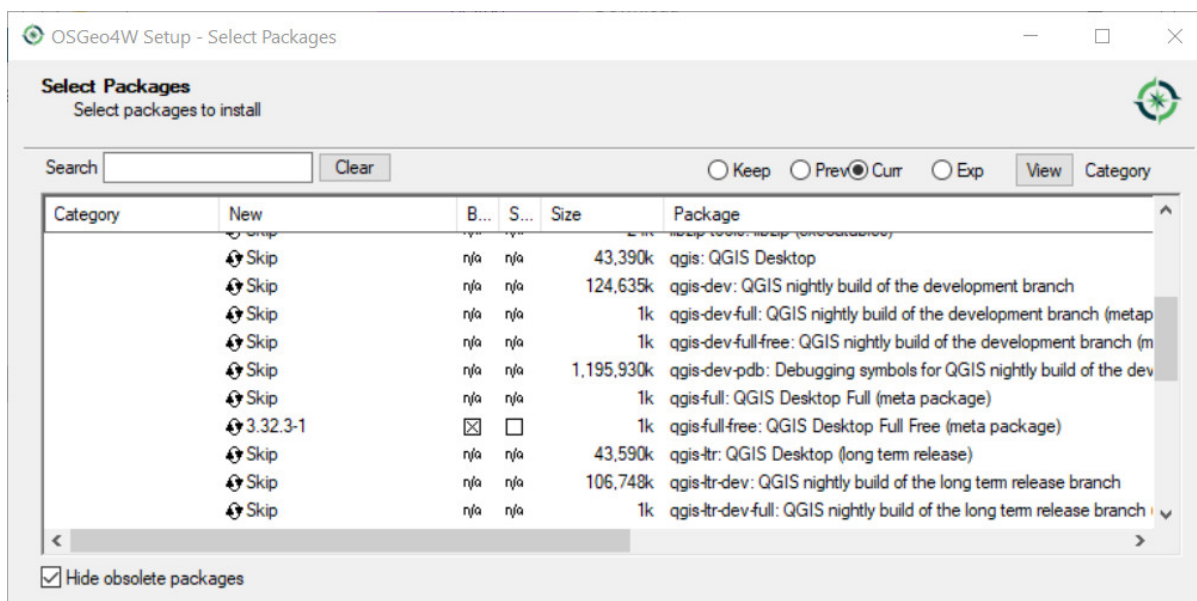 OSGeo4W Setup - Select Packages
Select Packages
Select packages to install
Search Clear Keep Prev Curr Exp View Category
Category New B... S... Size Package
Skip n/a n/a 43,390k qgis: QGIS Desktop
Skip n/a n/a 124,635k qgis-dev: QGIS nightly build of the development branch
Skip n/a n/a 1k qgis-dev-full: QGIS nightly build of the development branch (metap
Skip n/a n/a 1k qgis-dev-full-free: QGIS nightly build of the development branch (m
Skip n/a n/a 1,195,930k qgis-dev-pdb: Debugging symbols for QGIS nightly build of the dev
Skip n/a n/a 1k qgis-full: QGIS Desktop Full (meta package)
3.32.3-1 1k qgis-full-free: QGIS Desktop Full Free (meta package)
Skip n/a n/a 43,590k qgis-ltr: QGIS Desktop (long term release)
Skip n/a n/a 106,748k qgis-ltr-dev: QGIS nightly build of the long term release branch
Skip n/a n/a 1k qgis-ltr-dev-full: QGIS nightly build of the long term release branch
Hide obsolete packages